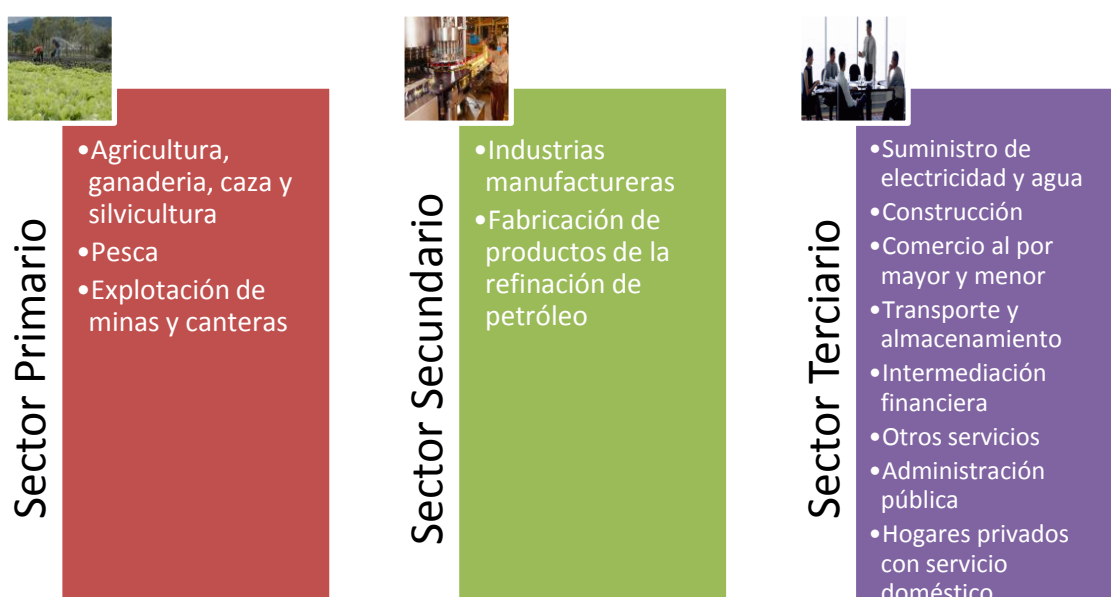 Sector Primario
•Agricultura,
ganaderia, caza y
silvicultura
•Pesca
•Explotación de
minas y canteras
Sector Secundario
•Industrias
manufactureras
•Fabricación de
productos de la
refinación de
petróleo
Sector Terciario
•Suministro de
electricidad y agua
•Construcción
•Comercio al por
mayor y menor
•Transporte y
almacenamiento
•Intermediación
financiera
•Otros servicios
•Administración
pública
•Hogares privados
con servicio
doméstico